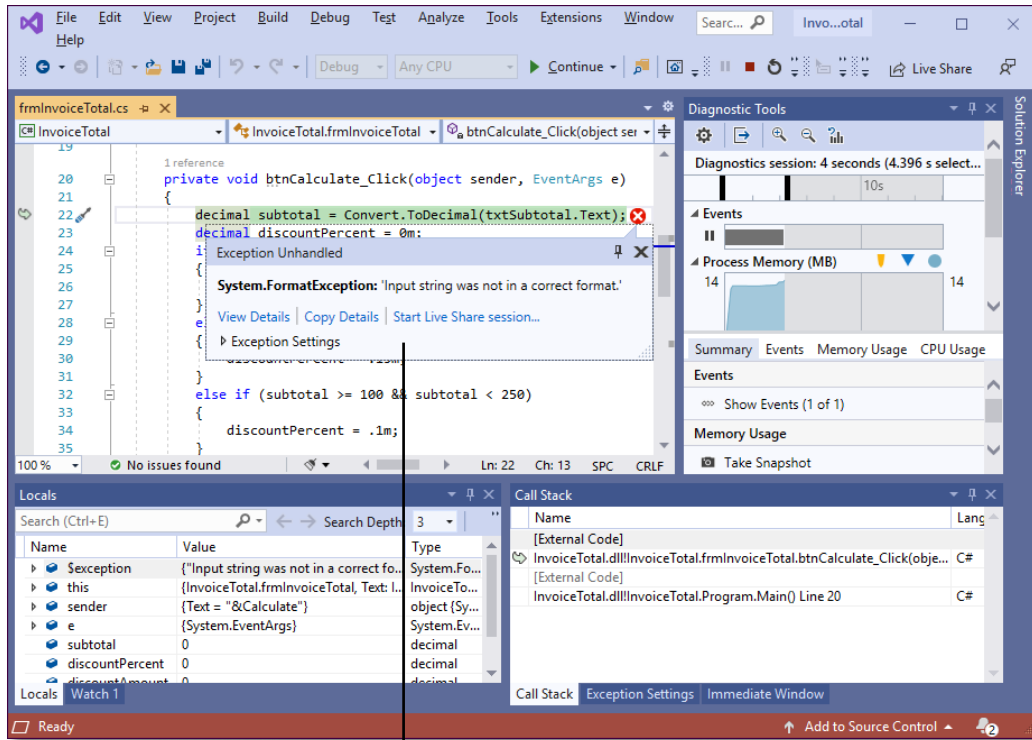 File Edit View Project Build Debug Test Analyze Tools Extensions Window
Searc... Invo...otal
Help
Debug Any CPU Continue Live Share
frmInvoiceTotal.cs
C# InvoiceTotal InvoiceTotal.frmInvoiceTotal btnCalculate_Click(object ser
19
1 reference
20 private void btnCalculate_Click(object sender, EventArgs e)
21 {
22 decimal subtotal = Convert.ToDecimal(txtSubtotal.Text);
23 decimal discountPercent = 0m;
24 i
25 {
26
27 }
28 e
29 {
30 discountPercent = .15m;
31 }
32 else if (subtotal >= 100 && subtotal < 250)
33 {
34 discountPercent = .1m;
35 }
Exception Unhandled
System.FormatException: 'Input string was not in a correct format.'
View Details | Copy Details | Start Live Share session...
Exception Settings
100 % No issues found Ln: 22 Ch: 13 SPC CRLF
Diagnostic Tools
Diagnostics session: 4 seconds (4.396 s select...
10s
Events
Process Memory (MB)
14 14
Summary Events Memory Usage CPU Usage
Events
Show Events (1 of 1)
Memory Usage
Take Snapshot
Solution Explorer
Locals
Search (Ctrl+E) Search Depth 3
Name Value Type
$exception {"Input string was not in a correct fo... System.Fo...
this {InvoiceTotal.frmInvoiceTotal, Text: I... InvoiceTo...
sender {Text = "&Calculate"} object {Sy...
e {System.EventArgs} System.Ev...
subtotal 0 decimal
discountPercent 0 decimal
discountAmount 0 decimal
Locals Watch 1
Call Stack
Name Lang
[External Code]
InvoiceTotal.dll!InvoiceTotal.frmInvoiceTotal.btnCalculate_Click(obje... C#
[External Code]
InvoiceTotal.dll!InvoiceTotal.Program.Main() Line 20 C#
Call Stack Exception Settings Immediate Window
Ready Add to Source Control 2